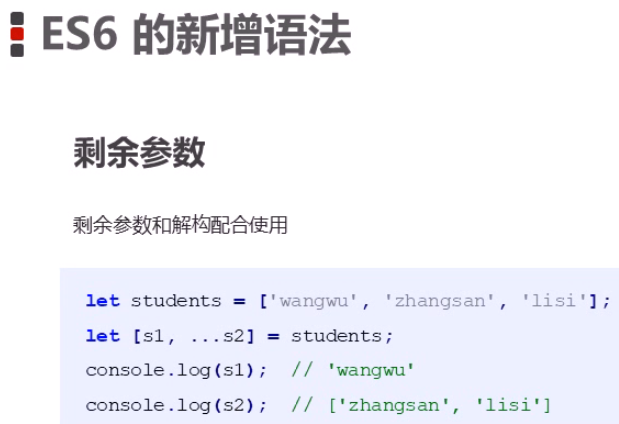 ES6 的新增语法
剩余参数
剩余参数和解构配合使用
let students = ['wangwu', 'zhangsan', 'lisi'];
let [s1, ...s2] = students;
console.log(s1);  // 'wangwu'
console.log(s2);  // ['zhangsan', 'lisi']